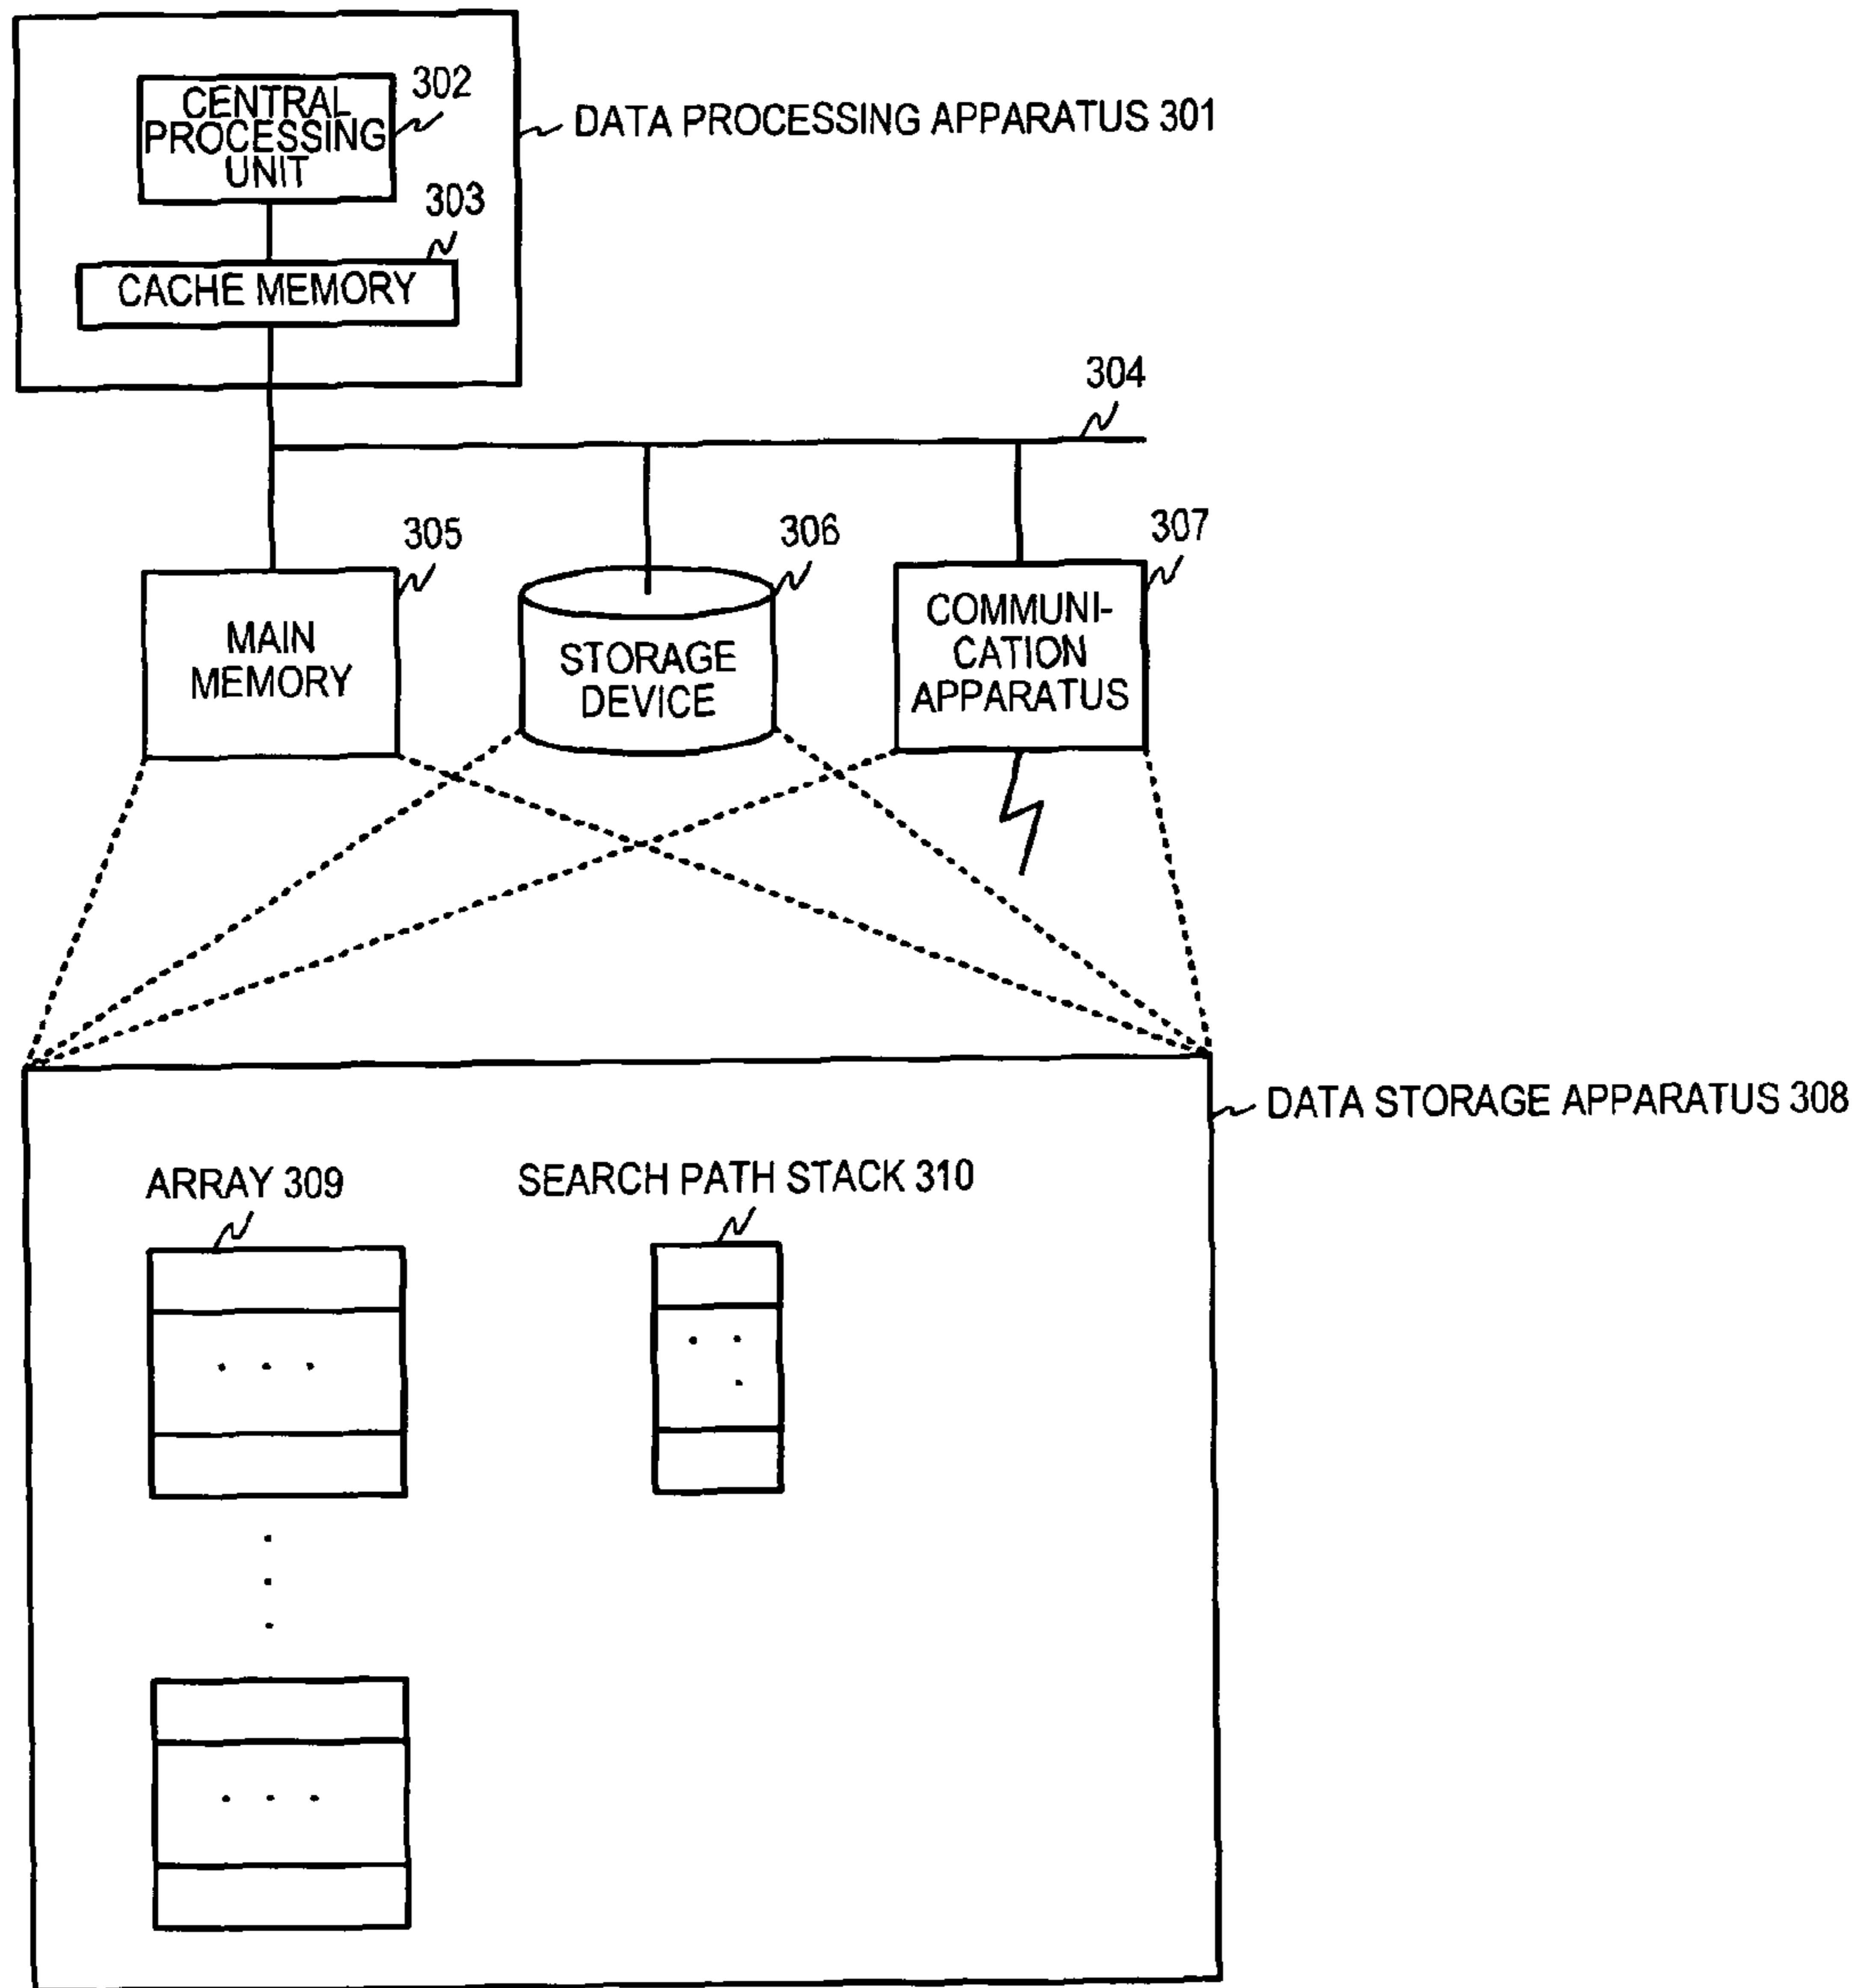 CENTRAL
PROCESSING
UNIT
302
DATA PROCESSING APPARATUS 301
303
CACHE MEMORY
304
305
306
307
MAIN
MEMORY
STORAGE
DEVICE
COMMUNI-
CATION
APPARATUS
DATA STORAGE APPARATUS 308
ARRAY 309
SEARCH PATH STACK 310